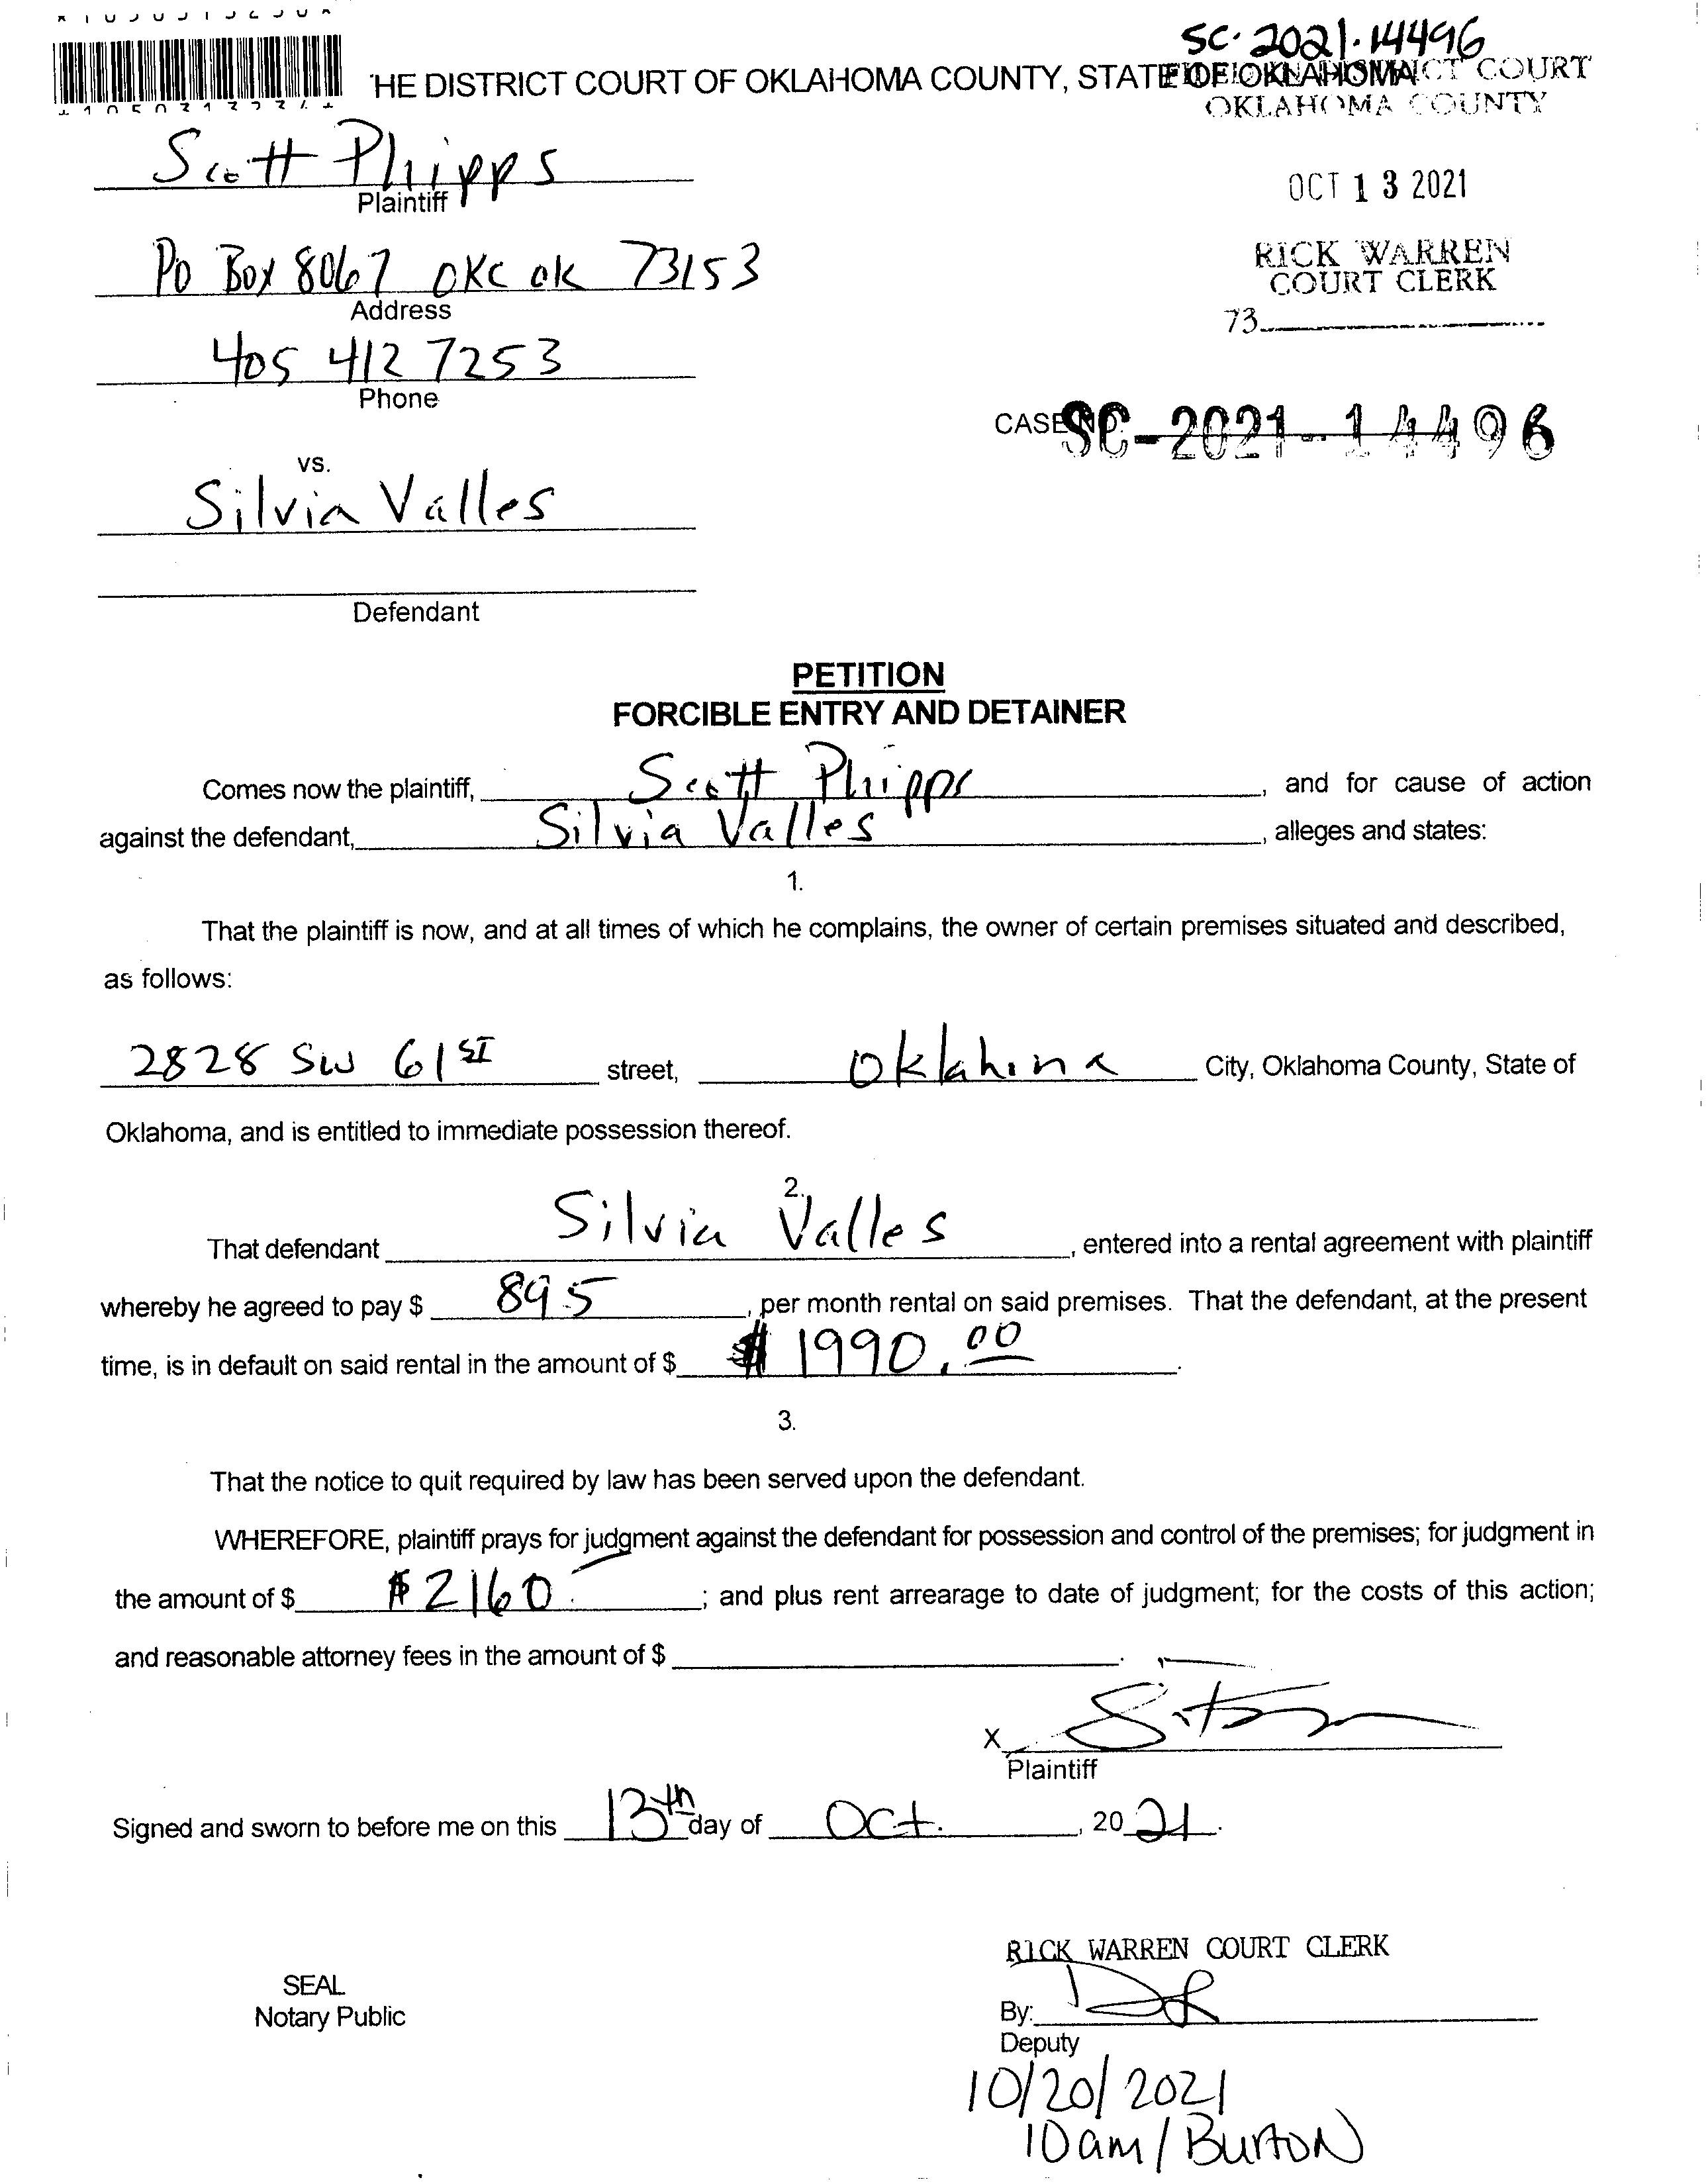 SC-2021-14496
HE DISTRICT COURT OF OKLAHOMA COUNTY, STATE OF OKLAHOMA
COURT
OKLAHOMA COUNTY
Scott Phipps
Plaintiff
OCT 13 2021
Po Box 8067 OKC OK 73153
Address
RICK WARREN
COURT CLERK
73
405 412 7253
Phone
CASE NO. SC-2021-14496
vs.
Silvia Valles
Defendant
PETITION
FORCIBLE ENTRY AND DETAINER
Comes now the plaintiff, Scott Phipps, and for cause of action
against the defendant, Silvia Valles, alleges and states:
1.
That the plaintiff is now, and at all times of which he complains, the owner of certain premises situated and described,
as follows:
2828 SW 61ST street, Oklahoma City, Oklahoma County, State of
Oklahoma, and is entitled to immediate possession thereof.
2.
That defendant Silvia Valles, entered into a rental agreement with plaintiff
whereby he agreed to pay $ 895, per month rental on said premises. That the defendant, at the present
time, is in default on said rental in the amount of $ $1990.00.
3.
That the notice to quit required by law has been served upon the defendant.
WHEREFORE, plaintiff prays for judgment against the defendant for possession and control of the premises; for judgment in
the amount of $ $2160; and plus rent arrearage to date of judgment; for the costs of this action;
and reasonable attorney fees in the amount of $ .
X
Plaintiff
Signed and sworn to before me on this 13th day of Oct., 2021.
RICK WARREN COURT CLERK
SEAL
Notary Public
By:
Deputy
10/20/2021
10am/Burton